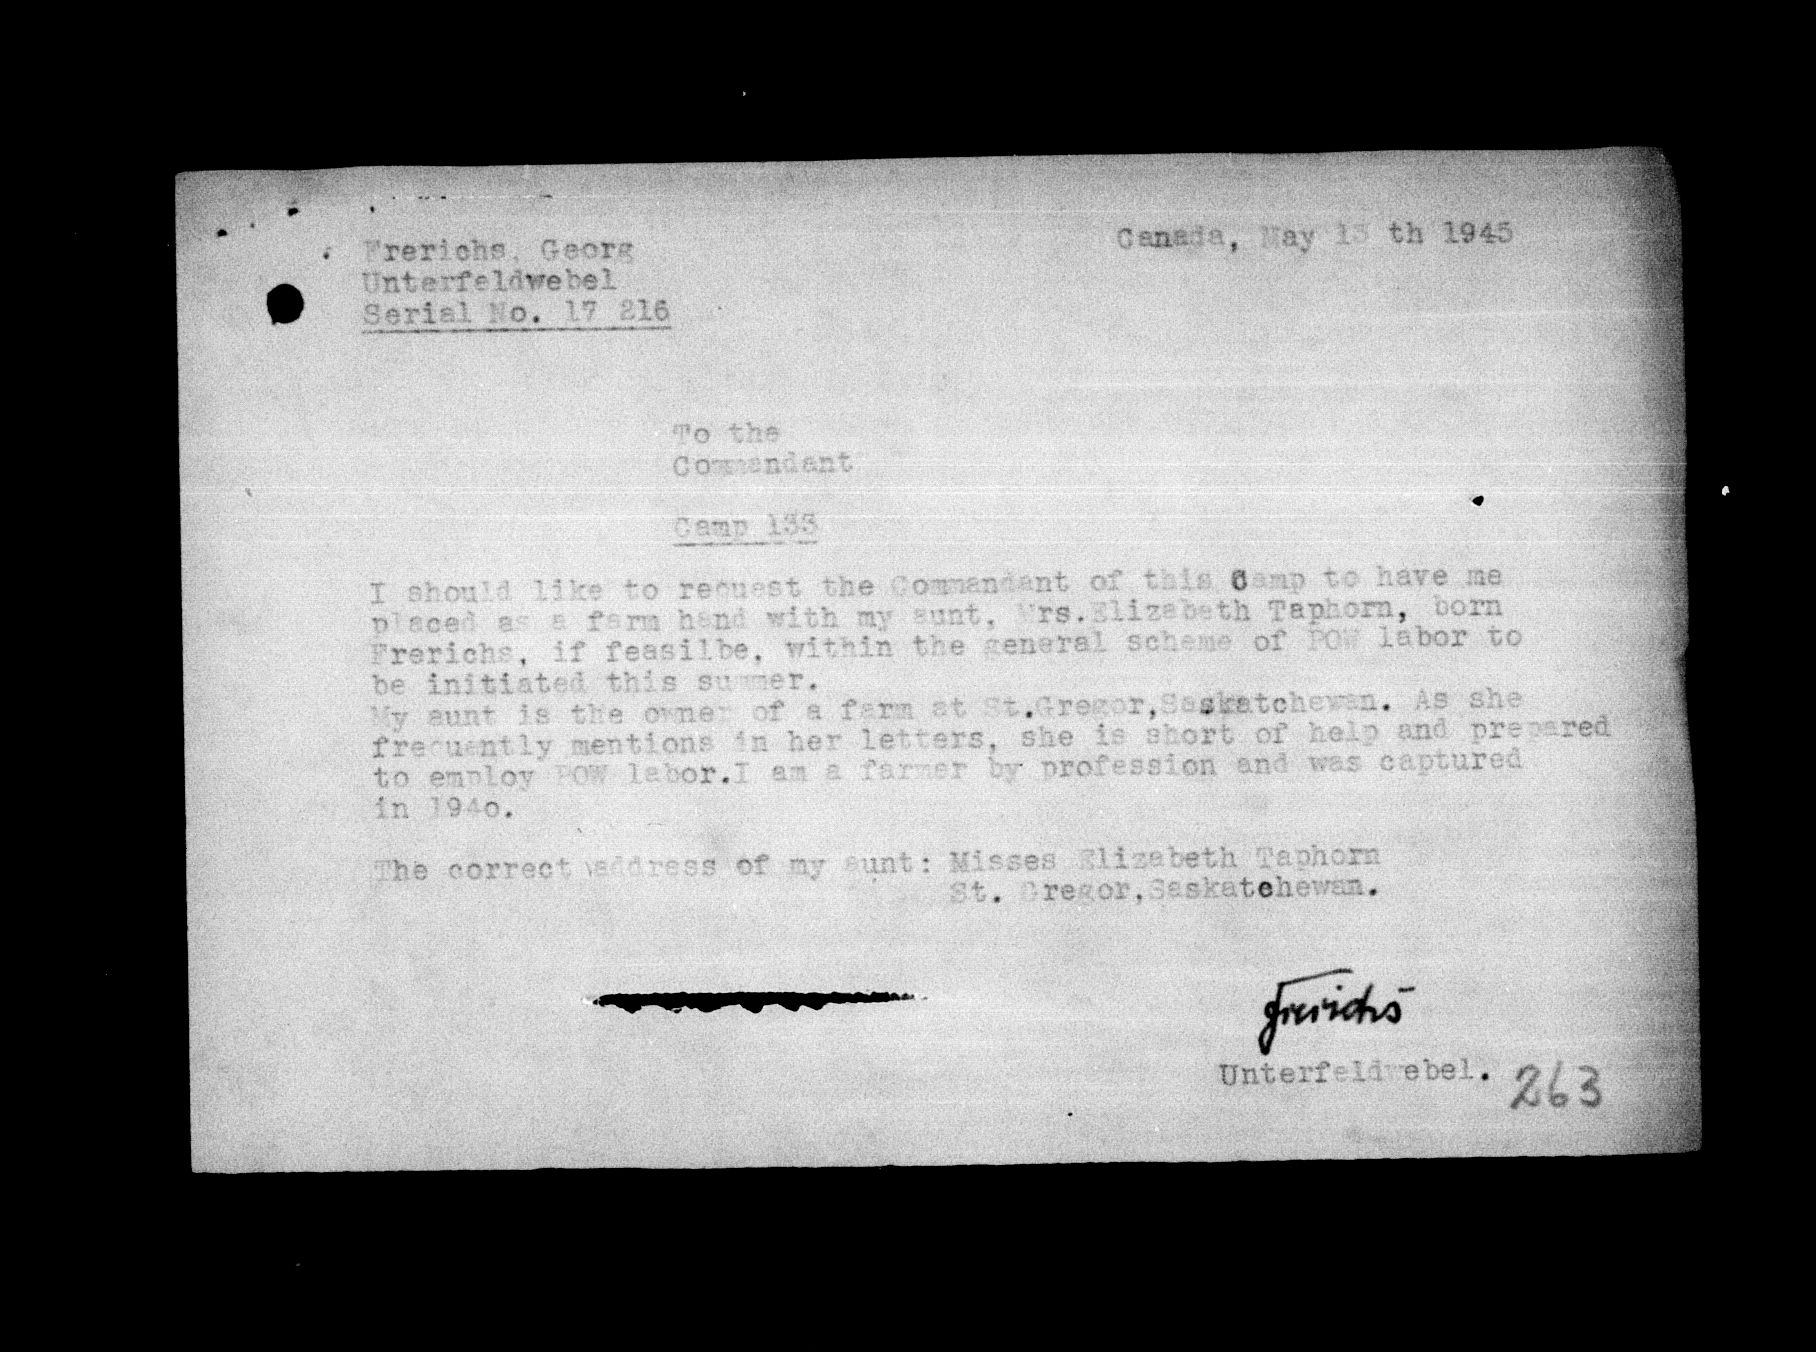 Frerichs, Georg
Canada, May 15 th 1945
Unterfeldwebel
Serial No. 17 216
To the
Commandant
Camp 133
I should like to request the Commandant of this Camp to have me
placed as a farm hand with my aunt, Mrs.Elizabeth Taphorn, born
Frerichs, if feasilbe, within the general scheme of POW labor to
be initiated this summer.
My aunt is the owner of a farm at St.Gregor,Saskatchewan. As she
frequently mentions in her letters, she is short of help and prepared
to employ POW labor.I am a farmer by profession and was captured
in 194o.
The correct address of my aunt: Misses Elizabeth Taphorn
St. Gregor,Saskatchewan.
Frerichs
Unterfeldwebel.
263